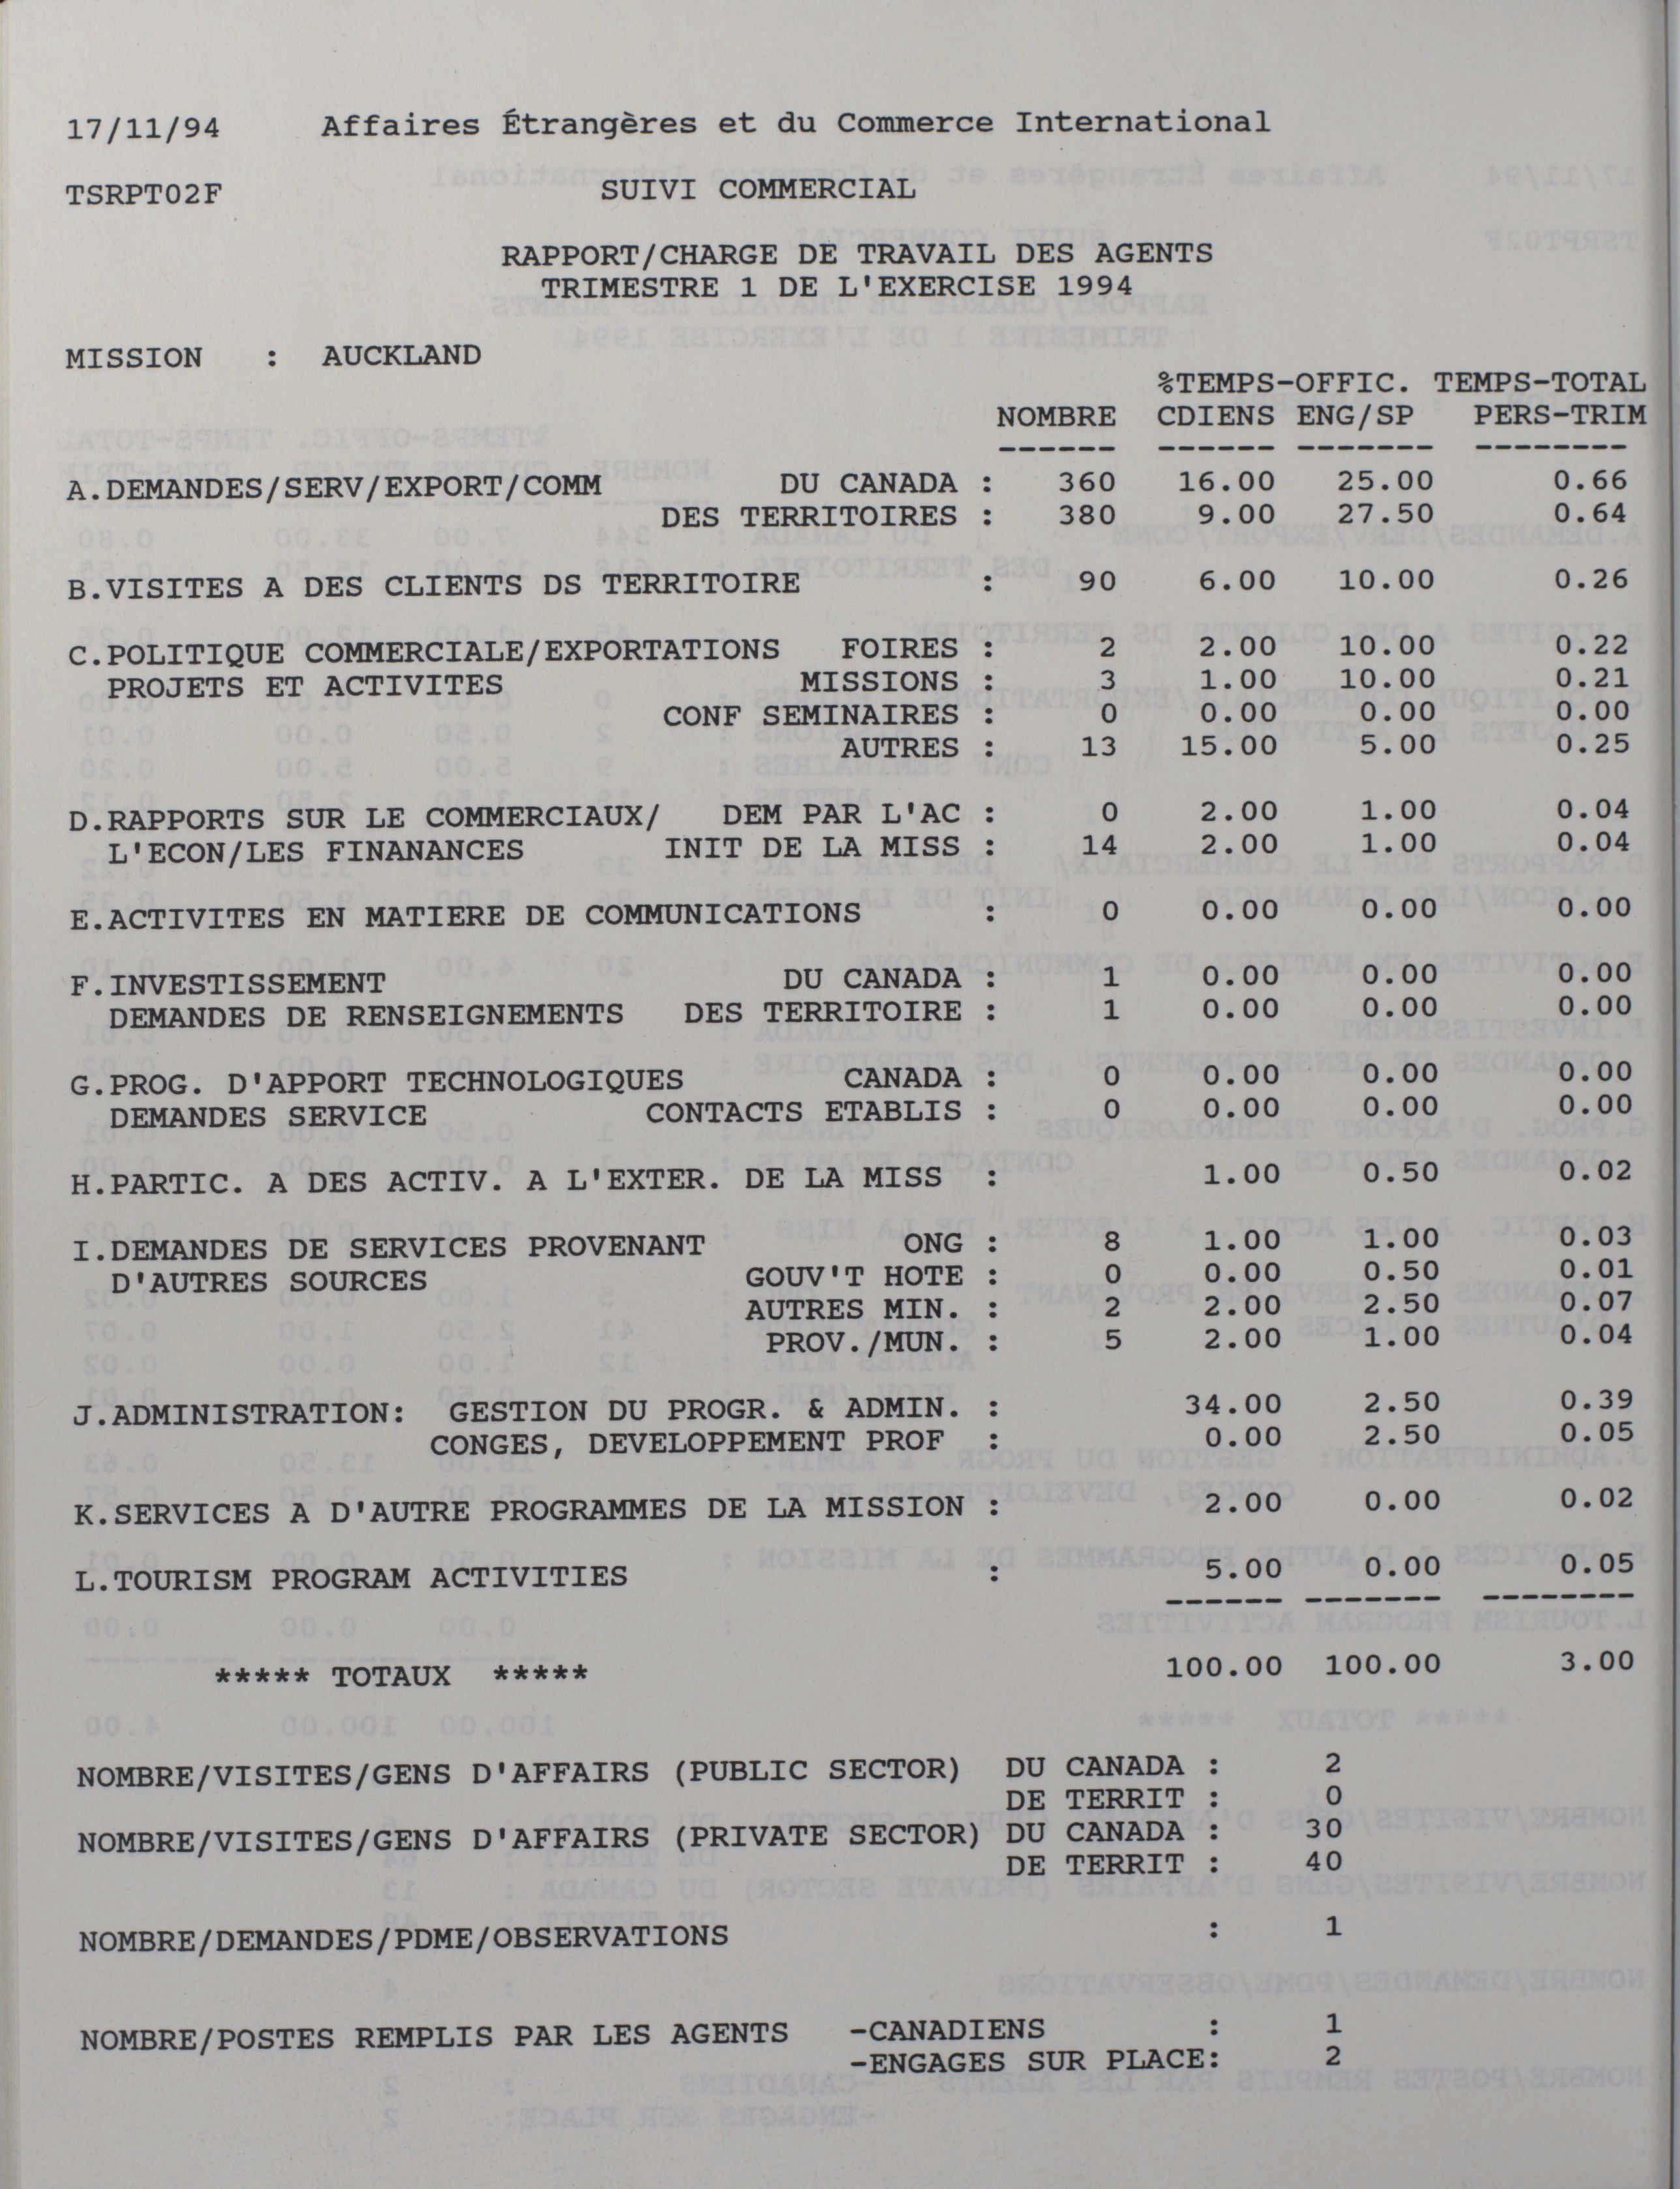 17/11/94 Affaires Étrangères et du Commerce International
TSRPT02F SUIVI COMMERCIAL
RAPPORT/CHARGE DE TRAVAIL DES AGENTS
TRIMESTRE 1 DE L'EXERCISE 1994
MISSION : AUCKLAND
%TEMPS-OFFIC. TEMPS-TOTAL
NOMBRE CDIENS ENG/SP PERS-TRIM
------ ------ ------- --------
A.DEMANDES/SERV/EXPORT/COMM DU CANADA : 360 16.00 25.00 0.66
DES TERRITOIRES : 380 9.00 27.50 0.64
B.VISITES A DES CLIENTS DS TERRITOIRE : 90 6.00 10.00 0.26
C.POLITIQUE COMMERCIALE/EXPORTATIONS FOIRES : 2 2.00 10.00 0.22
PROJETS ET ACTIVITES MISSIONS : 3 1.00 10.00 0.21
CONF SEMINAIRES : 0 0.00 0.00 0.00
AUTRES : 13 15.00 5.00 0.25
D.RAPPORTS SUR LE COMMERCIAUX/ DEM PAR L'AC : 0 2.00 1.00 0.04
L'ECON/LES FINANANCES INIT DE LA MISS : 14 2.00 1.00 0.04
E.ACTIVITES EN MATIERE DE COMMUNICATIONS : 0 0.00 0.00 0.00
F.INVESTISSEMENT DU CANADA : 1 0.00 0.00 0.00
DEMANDES DE RENSEIGNEMENTS DES TERRITOIRE : 1 0.00 0.00 0.00
G.PROG. D'APPORT TECHNOLOGIQUES CANADA : 0 0.00 0.00 0.00
DEMANDES SERVICE CONTACTS ETABLIS : 0 0.00 0.00 0.00
H.PARTIC. A DES ACTIV. A L'EXTER. DE LA MISS : 1.00 0.50 0.02
I.DEMANDES DE SERVICES PROVENANT ONG : 8 1.00 1.00 0.03
D'AUTRES SOURCES GOUV'T HOTE : 0 0.00 0.50 0.01
AUTRES MIN. : 2 2.00 2.50 0.07
PROV./MUN. : 5 2.00 1.00 0.04
J.ADMINISTRATION: GESTION DU PROGR. & ADMIN. : 34.00 2.50 0.39
CONGES, DEVELOPPEMENT PROF : 0.00 2.50 0.05
K.SERVICES A D'AUTRE PROGRAMMES DE LA MISSION : 2.00 0.00 0.02
L.TOURISM PROGRAM ACTIVITIES : 5.00 0.00 0.05
------ ------- --------
***** TOTAUX ***** 100.00 100.00 3.00
NOMBRE/VISITES/GENS D'AFFAIRS (PUBLIC SECTOR) DU CANADA : 2
DE TERRIT : 0
NOMBRE/VISITES/GENS D'AFFAIRS (PRIVATE SECTOR) DU CANADA : 30
DE TERRIT : 40
NOMBRE/DEMANDES/PDME/OBSERVATIONS : 1
NOMBRE/POSTES REMPLIS PAR LES AGENTS -CANADIENS : 1
-ENGAGES SUR PLACE: 2